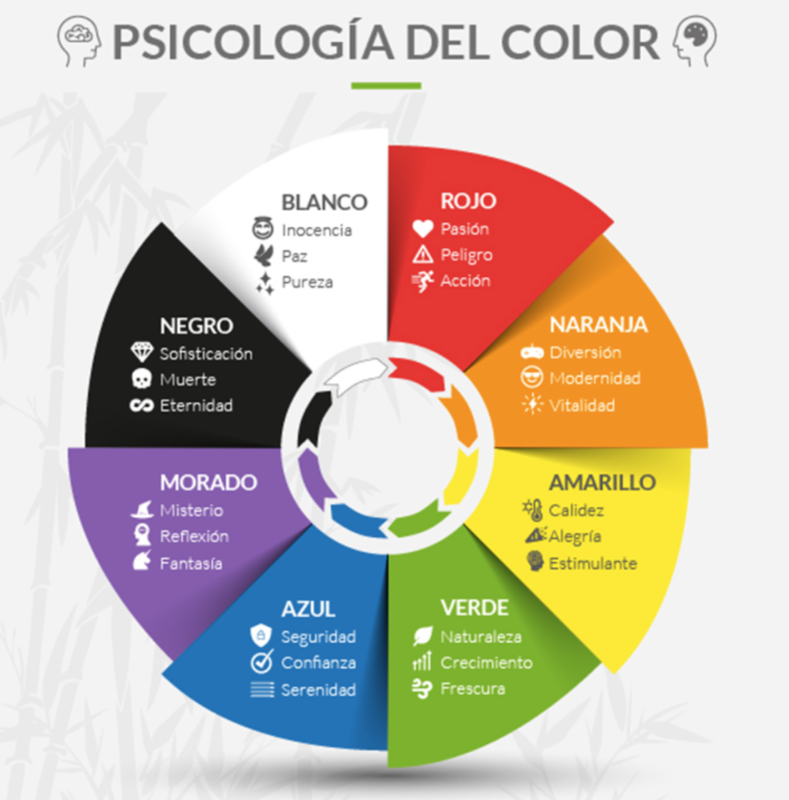 PSICOLOGÍA DEL COLOR
BLANCO
Inocencia
Paz
Pureza
ROJO
Pasión
Peligro
Acción
NARANJA
Diversión
Modernidad
Vitalidad
AMARILLO
Calidez
Alegría
Estimulante
VERDE
Naturaleza
Crecimiento
Frescura
AZUL
Seguridad
Confianza
Serenidad
MORADO
Misterio
Reflexión
Fantasía
NEGRO
Sofisticación
Muerte
Eternidad